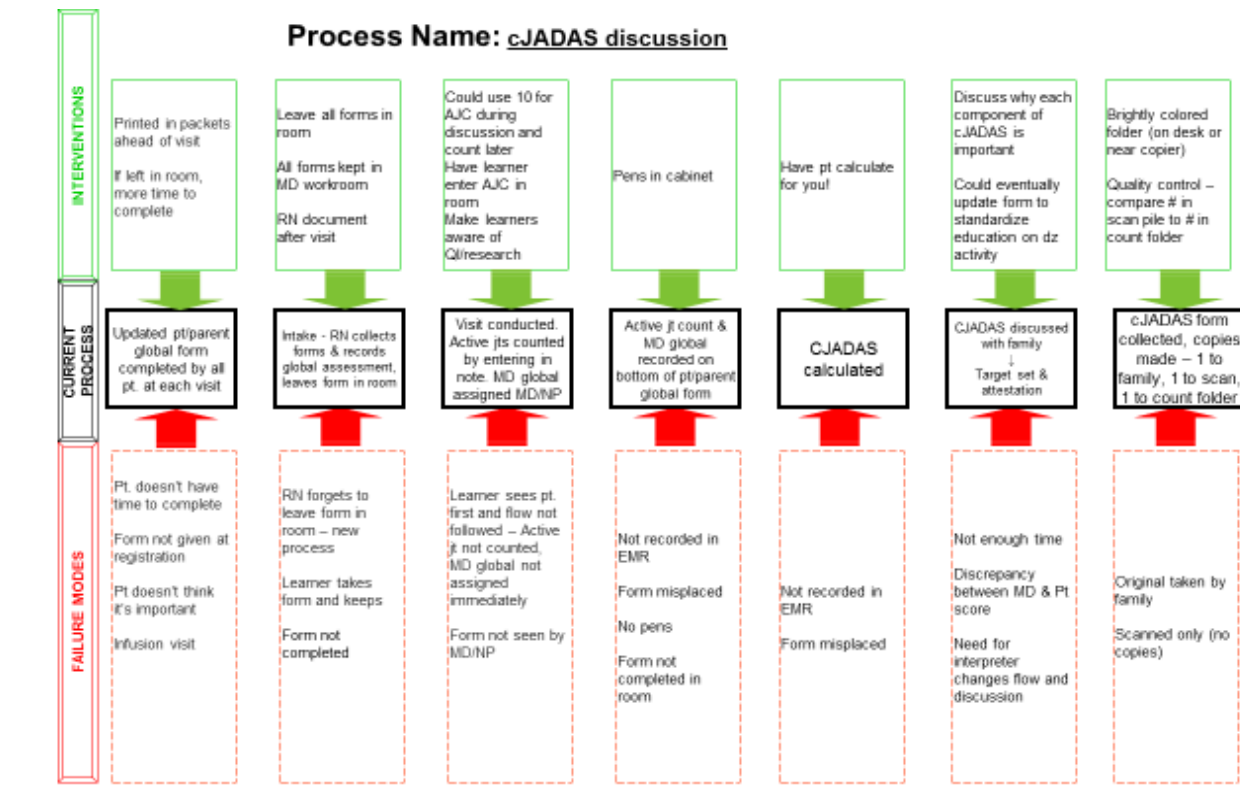 Process Name: cJADAS discussion
INTERVENTIONS
Printed in packets
ahead of visit
If left in room,
more time to
complete
Leave all forms in
room
All forms kept in
MD workroom
RN document
after visit
Could use 10 for
AJC during
discussion and
count later
Have learner
enter AJC in
room
Make learners
aware of
QI/research
Pens in cabinet
Have pt calculate
for you!
Discuss why each
component of
cJADAS is
important
Could eventually
update form to
standardize
education on dz
activity
Brightly colored
folder (on desk or
near copier)
Quality control –
compare # in
scan pile to # in
count folder
CURRENT
PROCESS
Updated pt/parent
global form
completed by all
pt. at each visit
Intake - RN collects
forms & records
global assessment,
leaves form in room
Visit conducted.
Active jts counted
by entering in
note. MD global
assigned MD/NP
Active jt count &
MD global
recorded on
bottom of pt/parent
global form
CJADAS
calculated
CJADAS discussed
with family
↓
Target set &
attestation
cJADAS form
collected, copies
made – 1 to
family, 1 to scan,
1 to count folder
FAILURE MODES
Pt. doesn't have
time to complete
Form not given at
registration
Pt doesn't think
it's important
Infusion visit
RN forgets to
leave form in
room – new
process
Learner takes
form and keeps
Form not
completed
Learner sees pt.
first and flow not
followed – Active
jt not counted,
MD global not
assigned
immediately
Form not seen by
MD/NP
Not recorded in
EMR
Form misplaced
No pens
Form not
completed in
room
Not recorded in
EMR
Form misplaced
Not enough time
Discrepancy
between MD & Pt
score
Need for
interpreter
changes flow and
discussion
Original taken by
family
Scanned only (no
copies)